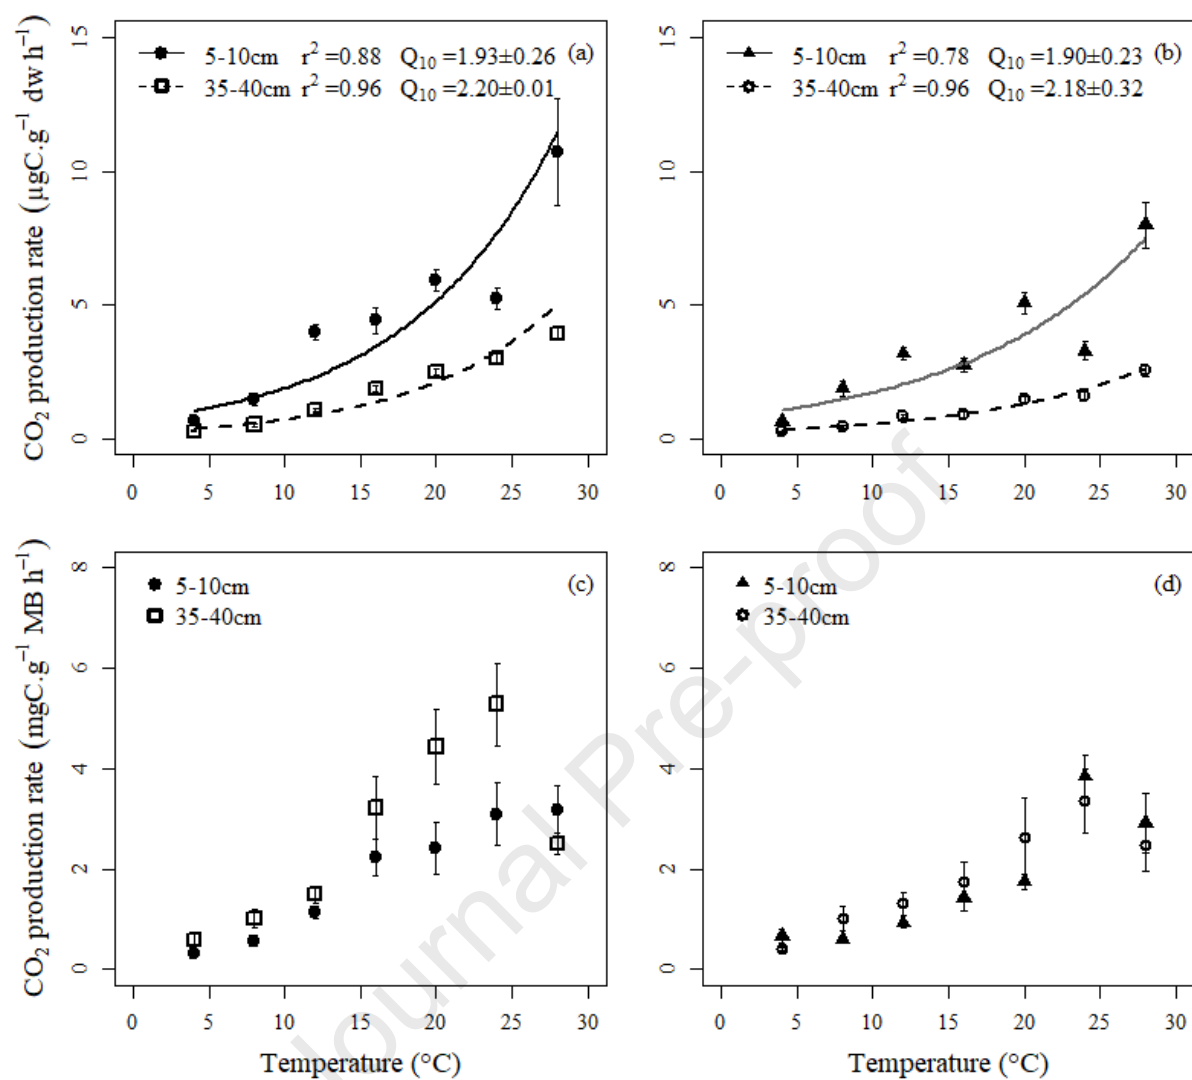 CO₂ production rate (µgC.g⁻¹ dw h⁻¹)
15
10
5
0
5-10cm r² =0.88 Q₁₀ =1.93±0.26 (a)
35-40cm r² =0.96 Q₁₀ =2.20±0.01
0 5 10 15 20 25 30
15
10
5
0
5-10cm r² =0.78 Q₁₀ =1.90±0.23 (b)
35-40cm r² =0.96 Q₁₀ =2.18±0.32
0 5 10 15 20 25 30
CO₂ production rate (mgC.g⁻¹ MB h⁻¹)
8
6
4
2
0
5-10cm (c)
35-40cm
0 5 10 15 20 25 30
Temperature (°C)
8
6
4
2
0
5-10cm (d)
35-40cm
0 5 10 15 20 25 30
Temperature (°C)
Journal Pre-proof